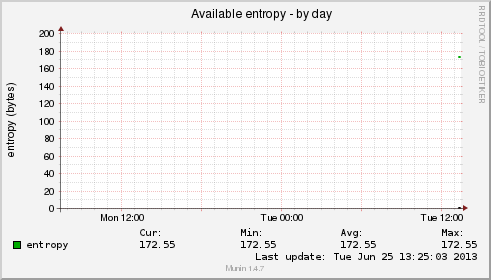 Available entropy - by day
RRDTOOL / TOBI OETIKER
entropy (bytes)
200
180
160
140
120
100
80
60
40
20
0
Mon 12:00 Tue 00:00 Tue 12:00
Cur: Min: Avg: Max:
entropy 172.55 172.55 172.55 172.55
Last update: Tue Jun 25 13:25:03 2013
Munin 1.4.7